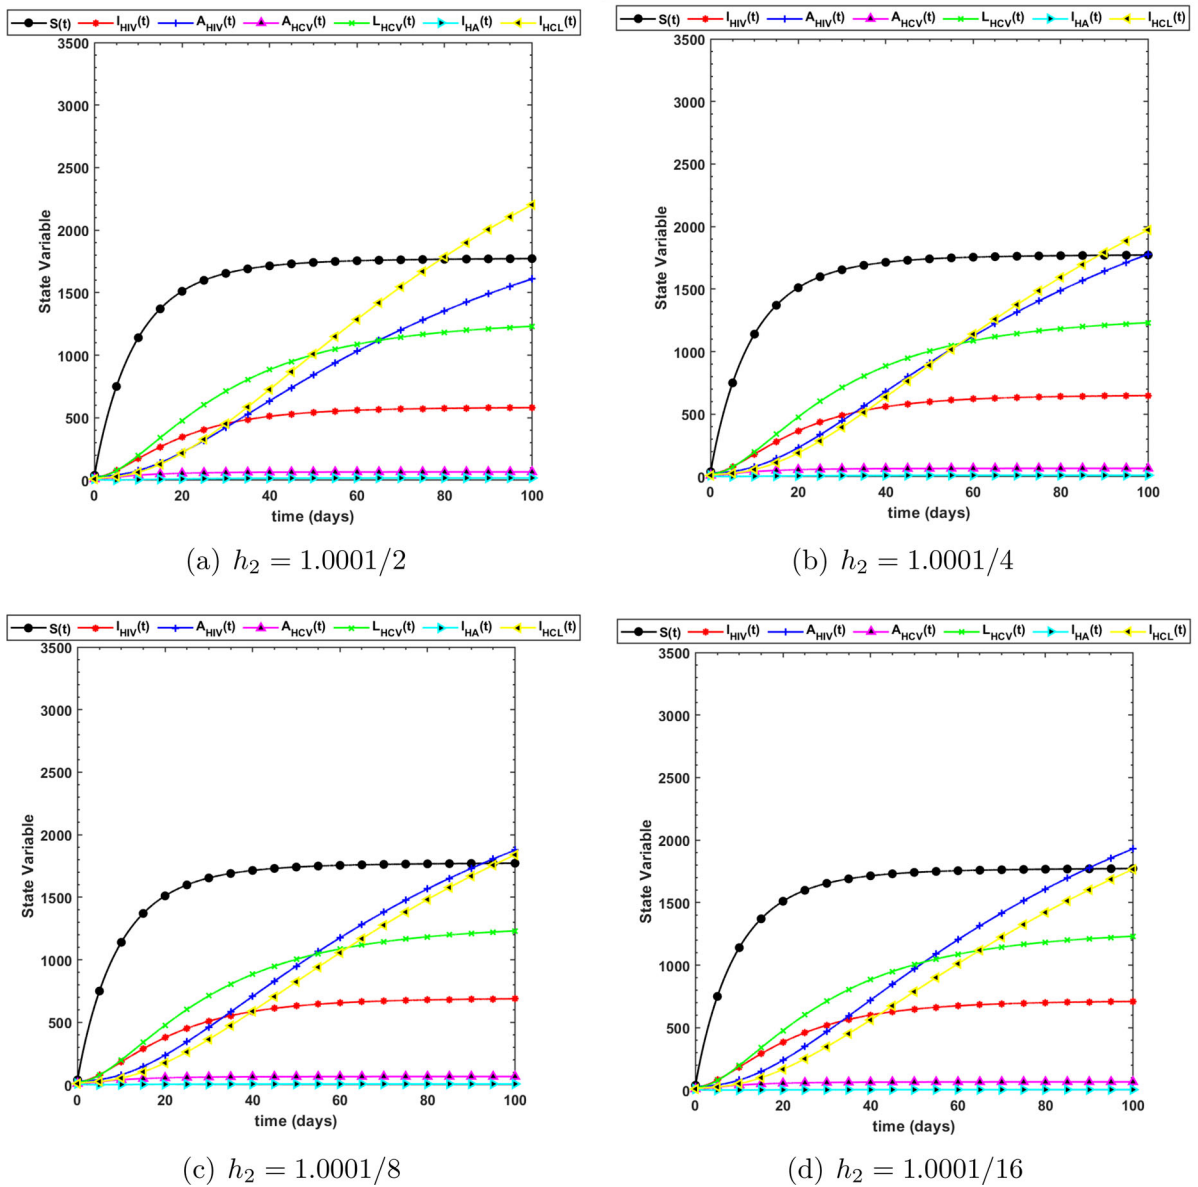 S(t) I_HIV(t) A_HIV(t) A_HCV(t) L_HCV(t) I_HA(t) I_HCL(t)
3500
3000
2500
2000
1500
1000
500
0
State Variable
0 20 40 60 80 100
time (days)
(a) h₂ = 1.0001/2
S(t) I_HIV(t) A_HIV(t) A_HCV(t) L_HCV(t) I_HA(t) I_HCL(t)
3500
3000
2500
2000
1500
1000
500
0
State Variable
0 20 40 60 80 100
time (days)
(b) h₂ = 1.0001/4
S(t) I_HIV(t) A_HIV(t) A_HCV(t) L_HCV(t) I_HA(t) I_HCL(t)
3500
3000
2500
2000
1500
1000
500
0
State Variable
0 20 40 60 80 100
time (days)
(c) h₂ = 1.0001/8
S(t) I_HIV(t) A_HIV(t) A_HCV(t) L_HCV(t) I_HA(t) I_HCL(t)
3500
3000
2500
2000
1500
1000
500
0
State Variable
0 20 40 60 80 100
time (days)
(d) h₂ = 1.0001/16